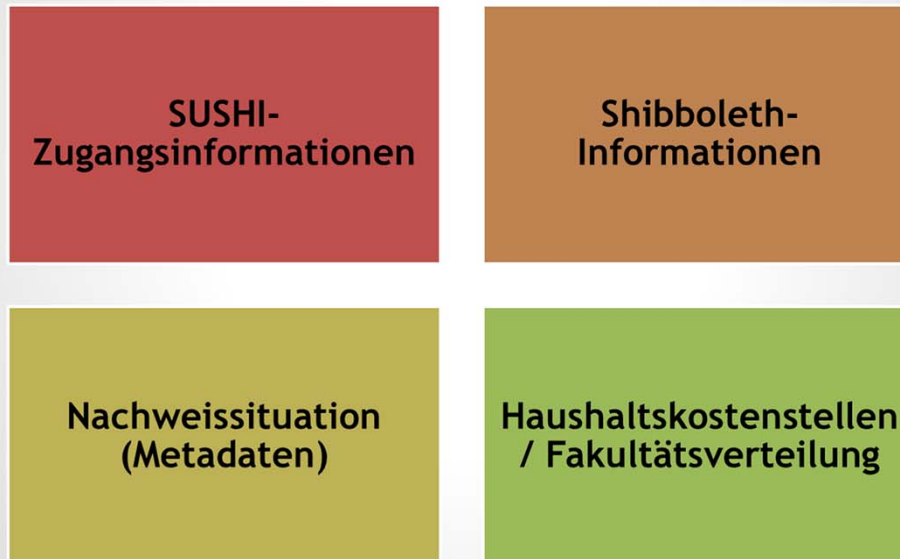 SUSHI-
Zugangsinformationen
Shibboleth-
Informationen
Nachweissituation
(Metadaten)
Haushaltskostenstellen
/ Fakultätsverteilung